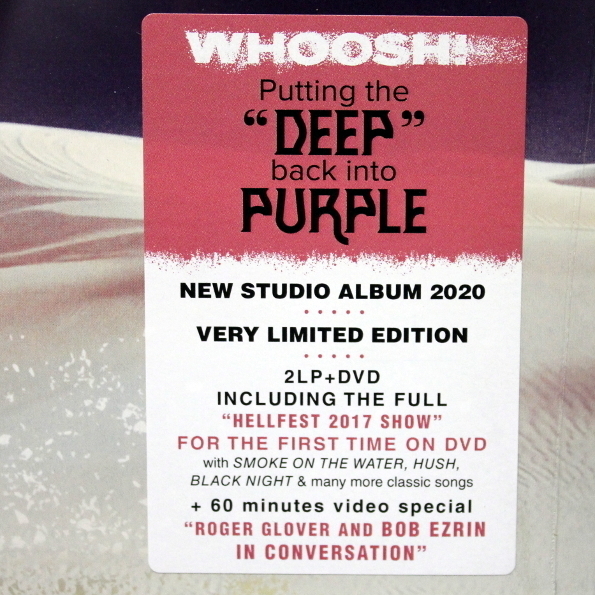 WHOOSH!
Putting the
“DEEP”
back into
PURPLE
NEW STUDIO ALBUM 2020
VERY LIMITED EDITION
2LP+DVD
INCLUDING THE FULL
“HELLFEST 2017 SHOW”
FOR THE FIRST TIME ON DVD
with SMOKE ON THE WATER, HUSH,
BLACK NIGHT & many more classic songs
+ 60 minutes video special
“ROGER GLOVER AND BOB EZRIN
IN CONVERSATION”